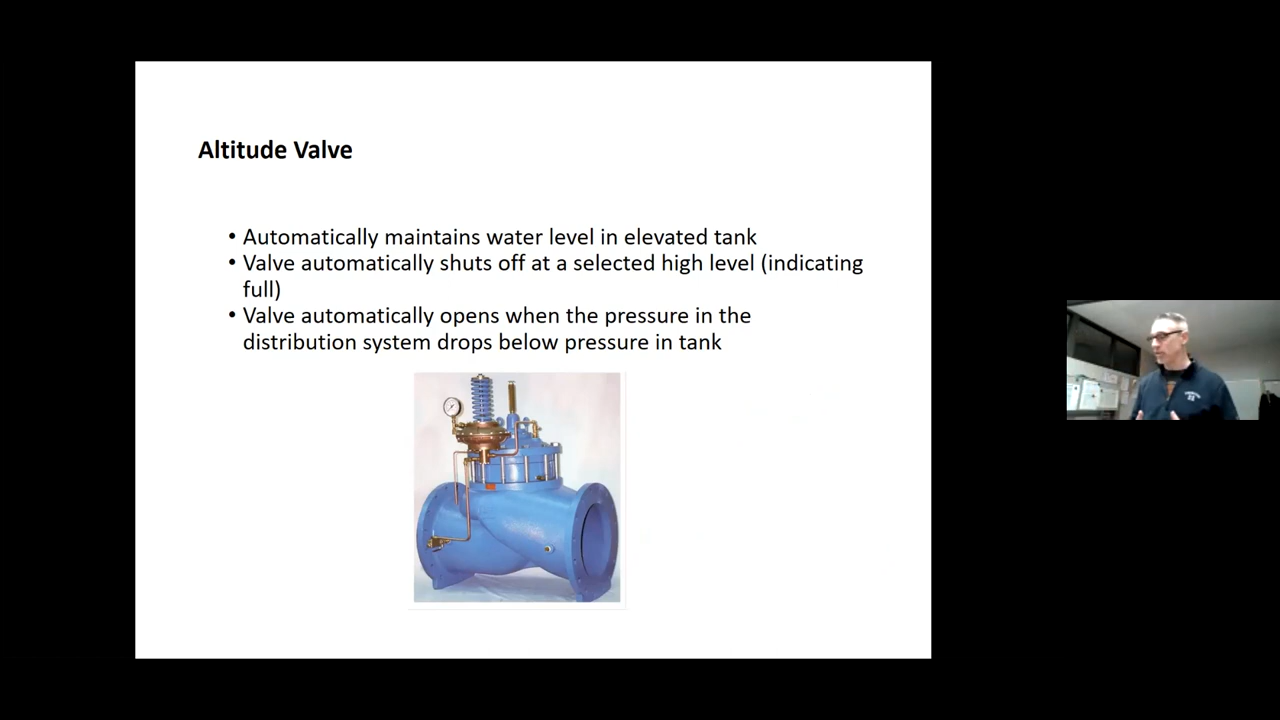 Altitude Valve
• Automatically maintains water level in elevated tank
• Valve automatically shuts off at a selected high level (indicating
full)
• Valve automatically opens when the pressure in the
distribution system drops below pressure in tank